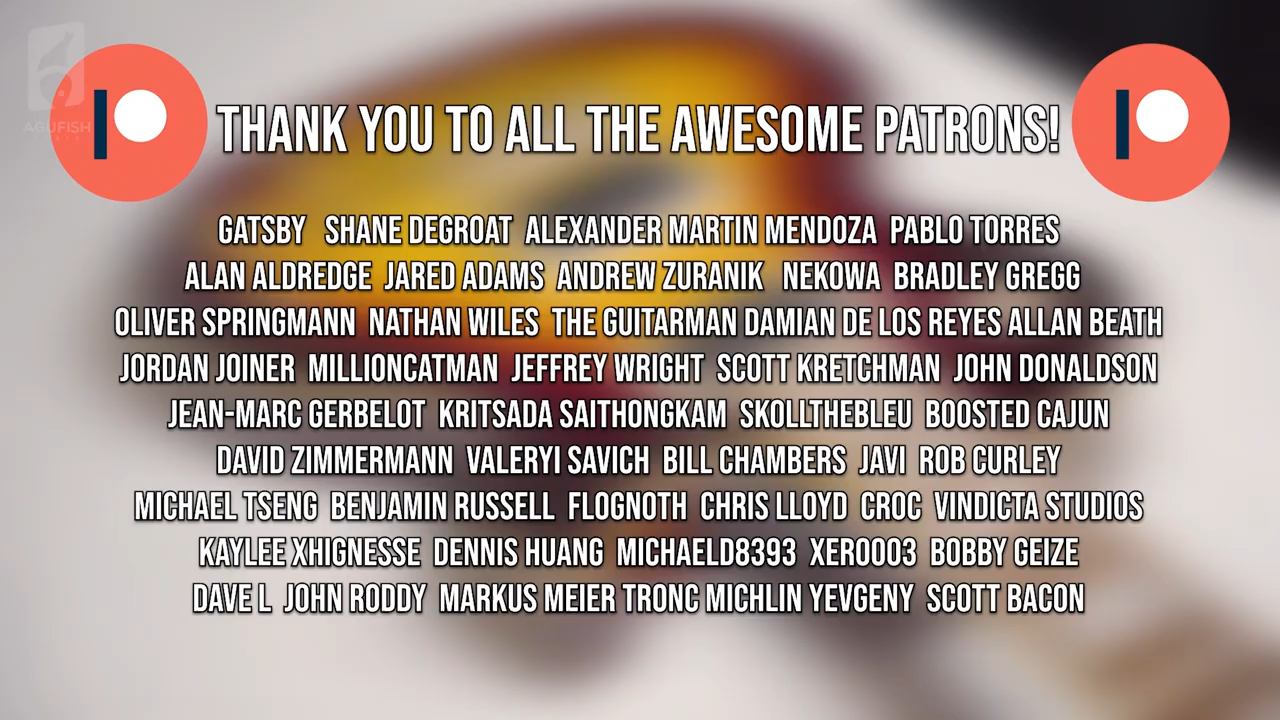 AGUFISH
THANK YOU TO ALL THE AWESOME PATRONS!
GATSBY SHANE DEGROAT ALEXANDER MARTIN MENDOZA PABLO TORRES
ALAN ALDREDGE JARED ADAMS ANDREW ZURANIK NEKOWA BRADLEY GREGG
OLIVER SPRINGMANN NATHAN WILES THE GUITARMAN DAMIAN DE LOS REYES ALLAN BEATH
JORDAN JOINER MILLIONCATMAN JEFFREY WRIGHT SCOTT KRETCHMAN JOHN DONALDSON
JEAN-MARC GERBELOT KRITSADA SAITHONGKAM SKOLLTHEBLEU BOOSTED CAJUN
DAVID ZIMMERMANN VALERYI SAVICH BILL CHAMBERS JAVI ROB CURLEY
MICHAEL TSENG BENJAMIN RUSSELL FLOGNOTH CHRIS LLOYD CROC VINDICTA STUDIOS
KAYLEE XHIGNESSE DENNIS HUANG MICHAELD8393 XER0003 BOBBY GEIZE
DAVE L JOHN RODDY MARKUS MEIER TRONC MICHLIN YEVGENY SCOTT BACON